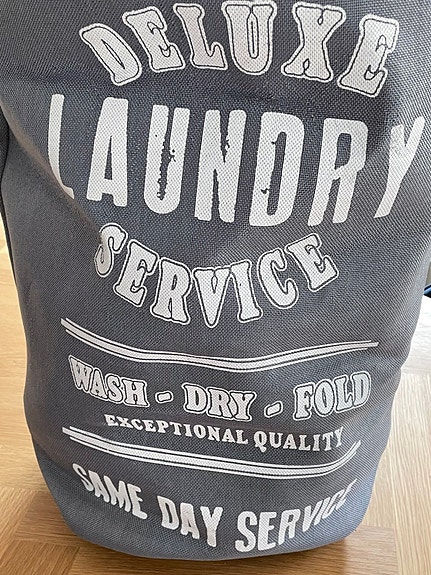 DELUXE
LAUNDRY
SERVICE
WASH - DRY - FOLD
EXCEPTIONAL QUALITY
SAME DAY SERVICE